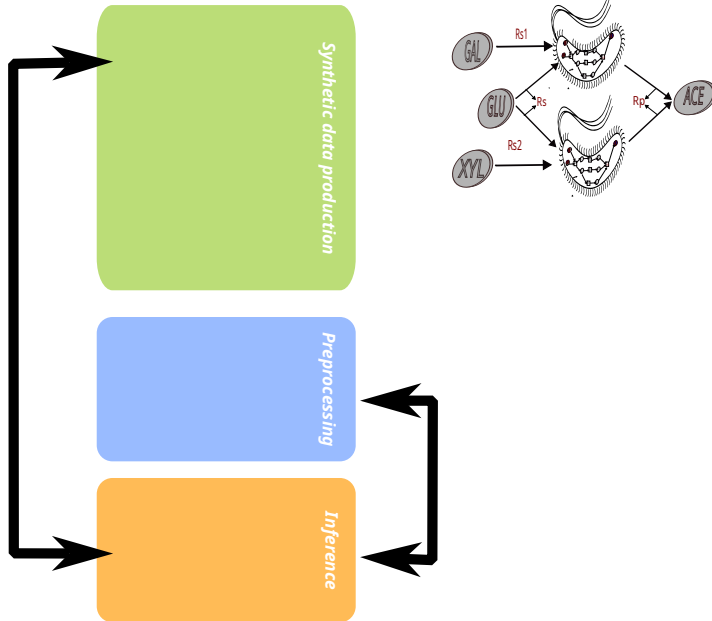 Synthetic data production
Preprocessing
Inference
Rs1
GAL
GLU
Rs
Rp
ACE
Rs2
XYL